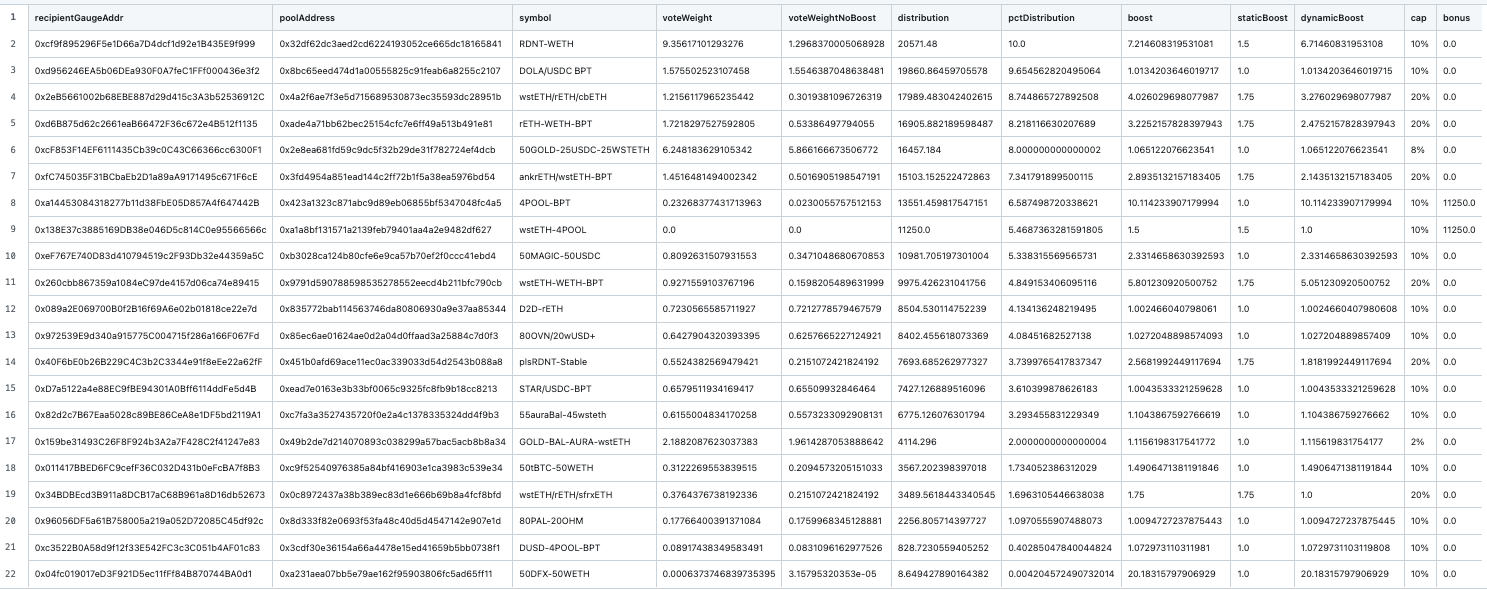 1 recipientGaugeAddr poolAddress symbol voteWeight voteWeightNoBoost distribution pctDistribution boost staticBoost dynamicBoost cap bonus
2 0xcf9f895296F5e1D66a7D4dcf1d92e1B435E9f999 0x32df62dc3aed2cd6224193052ce665dc18165841 RDNT-WETH 9.35617101293276 1.2968370005068928 20571.48 10.0 7.214608319531081 1.5 6.71460831953108 10% 0.0
3 0xd956246EA5b06DEa930F0A7feC1FFf000436e3f2 0x8bc65eed474d1a00555825c91feab6a8255c2107 DOLA/USDC BPT 1.575502523107458 1.5546387048638481 19860.86459705578 9.654562820495064 1.0134203646019717 1.0 1.0134203646019715 10% 0.0
4 0x2eB5661002b68EBE887d29d415c3A3b52536912C 0x4a2f6ae7f3e5d715689530873ec35593dc28951b wstETH/rETH/cbETH 1.2156117965235442 0.3019381096726319 17989.483042402615 8.744865727892508 4.026029698077987 1.75 3.276029698077987 20% 0.0
5 0xd6B875d62c2661eaB66472F36c672e4B512f1135 0xade4a71bb62bec25154cfc7e6ff49a513b491e81 rETH-WETH-BPT 1.7218297527592805 0.53386497794055 16905.882189598487 8.218116630207689 3.2252157828397943 1.75 2.4752157828397943 20% 0.0
6 0xcF853F14EF6111435Cb39c0C43C66366cc6300F1 0x2e8ea681fd59c9dc5f32b29de31f782724ef4dcb 50GOLD-25USDC-25WSTETH 6.248183629105342 5.866166673506772 16457.184 8.000000000000002 1.065122076623541 1.0 1.065122076623541 8% 0.0
7 0xfC745035F31BCbaEb2D1a89aA9171495c671F6cE 0x3fd4954a851ead144c2ff72b1f5a38ea5976bd54 ankrETH/wstETH-BPT 1.4516481494002342 0.5016905198547191 15103.152522472863 7.341791899500115 2.8935132157183405 1.75 2.1435132157183405 20% 0.0
8 0xa14453084318277b11d38FbE05D857A4f647442B 0x423a1323c871abc9d89eb06855bf5347048fc4a5 4POOL-BPT 0.23268377431713963 0.0230055757512153 13551.459817547151 6.587498720338621 10.114233907179994 1.0 10.114233907179994 10% 11250.0
9 0x138E37c3885169DB38e046D5c814C0e95566566c 0xa1a8bf131571a2139feb79401aa4a2e9482df627 wstETH-4POOL 0.0 0.0 11250.0 5.4687363281591805 1.5 1.5 1.0 10% 11250.0
10 0xeF767E740D83d410794519c2F93Db32e44359a5C 0xb3028ca124b80cfe6e9ca57b70ef2f0ccc41ebd4 50MAGIC-50USDC 0.8092631507931553 0.3471048680670853 10981.705197301004 5.338315569565731 2.3314658630392593 1.0 2.3314658630392593 10% 0.0
11 0x260cbb867359a1084eC97de4157d06ca74e89415 0x9791d590788598535278552eecd4b211bfc790cb wstETH-WETH-BPT 0.9271559103767196 0.1598205489631999 9975.426231041756 4.849153406095116 5.801230920500752 1.75 5.051230920500752 20% 0.0
12 0x089a2E069700B0f2B16f69A6e02b01818ce22e7d 0x835772bab114563746da80806930a9e37aa85344 D2D-rETH 0.7230565585711927 0.7212778579467579 8504.530114752239 4.134136248219495 1.002466040798061 1.0 1.0024660407980608 10% 0.0
13 0x972539E9d340a915775C004715f286a166F067Fd 0x85ec6ae01624ae0d2a04d0ffaad3a25884c7d0f3 80OVN/20wUSD+ 0.6427904320393395 0.6257665227124921 8402.455618073369 4.08451682527138 1.0272048898574093 1.0 1.027204889857409 10% 0.0
14 0x40F6bE0b26B229C4C3b2C3344e91f8eEe22a62fF 0x451b0afd69ace11ec0ac339033d54d2543b088a8 plsRDNT-Stable 0.5524382569479421 0.2151072421824192 7693.685262977327 3.7399765417837347 2.5681992449117694 1.75 1.8181992449117694 20% 0.0
15 0xD7a5122a4e88EC9fBE94301A0Bff6114ddFe5d4B 0xead7e0163e3b33bf0065c9325fc8fb9b18cc8213 STAR/USDC-BPT 0.6579511934169417 0.65509932846464 7427.126889516096 3.610399878626183 1.0043533321259628 1.0 1.0043533321259628 10% 0.0
16 0x82d2c7B67Eaa5028c89BE86CeA8e1DF5bd2119A1 0xc7fa3a3527435720f0e2a4c1378335324dd4f9b3 55auraBal-45wsteth 0.6155004834170258 0.5573233092908131 6775.126076301794 3.293455831229349 1.1043867592766619 1.0 1.104386759276662 10% 0.0
17 0x159be31493C26F8F924b3A2a7F428C2f41247e83 0x49b2de7d214070893c038299a57bac5acb8b8a34 GOLD-BAL-AURA-wstETH 2.1882087623037383 1.9614287053888642 4114.296 2.0000000000000004 1.1156198317541772 1.0 1.115619831754177 2% 0.0
18 0x011417BBED6FC9cefF36C032D431b0eFcBA7f8B3 0xc9f52540976385a84bf416903e1ca3983c539e34 50tBTC-50WETH 0.3122269553839515 0.2094573205151033 3567.202398397018 1.734052386312029 1.4906471381191846 1.0 1.4906471381191844 10% 0.0
19 0x34BDBEcd3B911a8DCB17aC68B961a8D16db52673 0x0c8972437a38b389ec83d1e666b69b8a4fcf8bfd wstETH/rETH/sfrxETH 0.3764376738192336 0.2151072421824192 3489.5618443340545 1.6963105446638038 1.75 1.75 1.0 20% 0.0
20 0x96056DF5a61B758005a219a052D72085C45df92c 0x8d333f82e0693f53fa48c40d5d4547142e907e1d 80PAL-20OHM 0.17766400391371084 0.1759968345128881 2256.805714397727 1.0970555907488073 1.0094727237875443 1.0 1.0094727237875445 10% 0.0
21 0xc3522B0A58d9f12f33E542FC3c3C051b4AF01c83 0x3cdf30e36154a66a4478e15ed41659b5bb0738f1 DUSD-4POOL-BPT 0.08917438349583491 0.0831096162977526 828.7230559405252 0.40285047840044824 1.072973110311981 1.0 1.0729731103119808 10% 0.0
22 0x04fc019017eD3F921D5ec11fFf84B870744BA0d1 0xa231aea07bb5e79ae162f95903806fc5ad65ff11 50DFX-50WETH 0.0006373746839735395 3.15795320353e-05 8.649427890164382 0.004204572490732014 20.18315797906929 1.0 20.18315797906929 10% 0.0